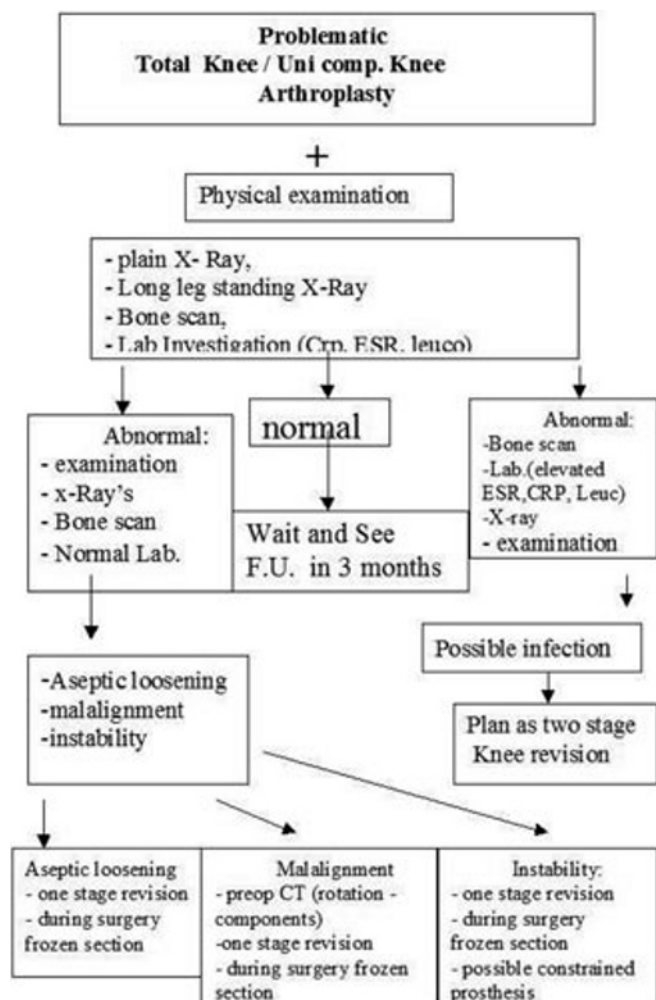 Problematic
Total Knee / Uni comp. Knee
Arthroplasty
+
Physical examination
- plain X- Ray,
- Long leg standing X-Ray
- Bone scan,
- Lab Investigation (Crp. ESR. leuco)
Abnormal:
- examination
- x-Ray's
- Bone scan
- Normal Lab.
normal
Wait and See
F.U. in 3 months
Abnormal:
-Bone scan
-Lab.(elevated
ESR,CRP, Leuc)
-X-ray
- examination
Possible infection
Plan as two stage
Knee revision
-Aseptic loosening
-malalignment
-instability
Aseptic loosening
- one stage revision
- during surgery
frozen section
Malalignment
- preop CT (rotation -
components)
-one stage revision
- during surgery frozen
section
Instability:
- one stage revision
- during surgery
frozen section
- possible constrained
prosthesis